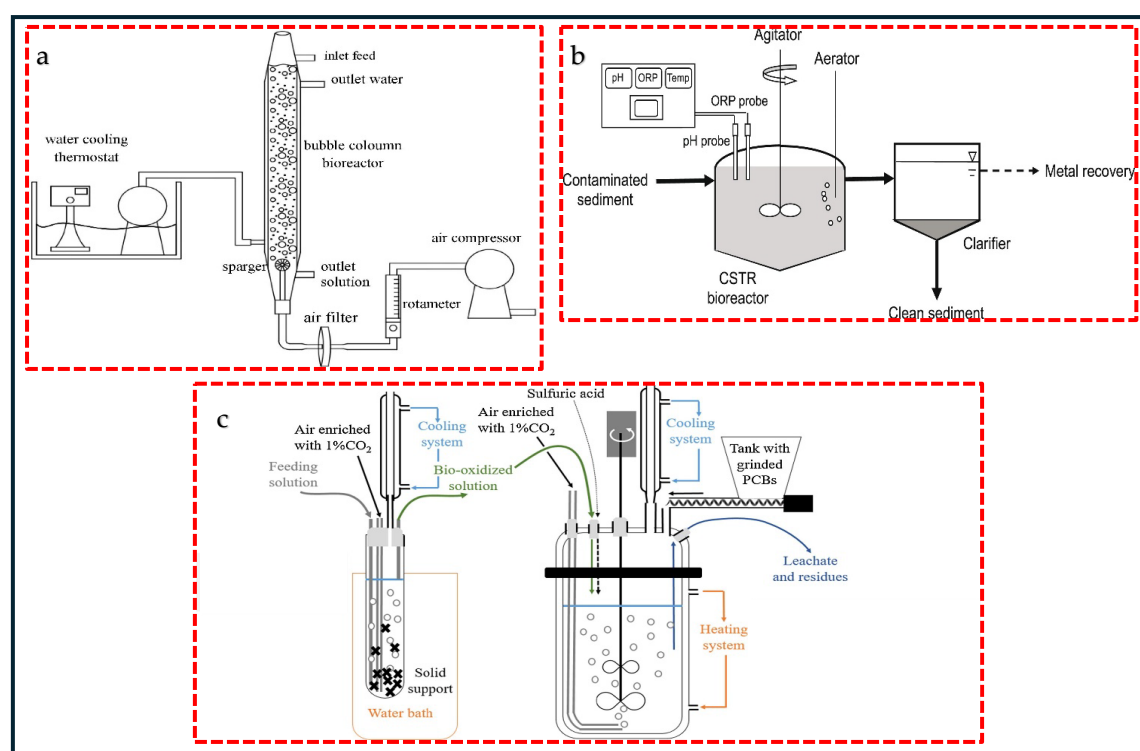 a
inlet feed
outlet water
water cooling
thermostat
bubble coloumn
bioreactor
air compressor
sparger
outlet
solution
rotameter
air filter
b
Agitator
Aerator
pH
ORP
Temp
ORP probe
pH probe
Contaminated
sediment
Metal recovery
Clarifier
CSTR
bioreactor
Clean sediment
c
Sulfuric acid
Air enriched
with 1%CO₂
Air enriched
with 1%CO₂
Cooling
system
Cooling
system
Tank with
grinded
PCBs
Feeding
solution
Bio-oxidized
solution
Leachate
and residues
Heating
system
Solid
support
Water bath